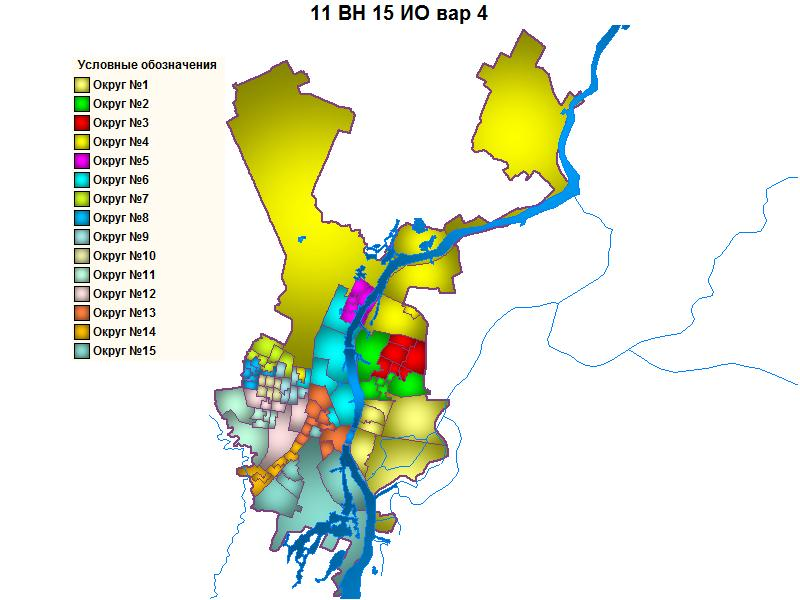 11 ВН 15 ИО вар 4
Условные обозначения
Округ №1
Округ №2
Округ №3
Округ №4
Округ №5
Округ №6
Округ №7
Округ №8
Округ №9
Округ №10
Округ №11
Округ №12
Округ №13
Округ №14
Округ №15